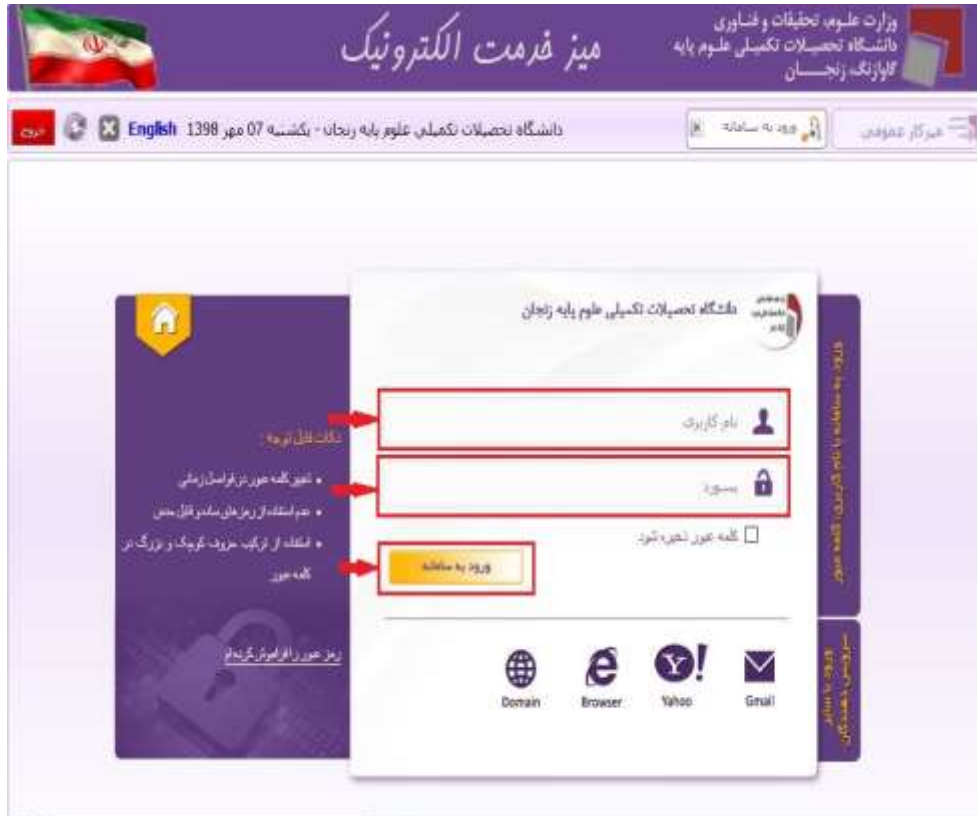 وزارت علوم، تحقیقات و فناوری
دانشگاه تحصیلات تکمیلی علوم پایه
گاوازنگ، زنجان
میز خدمت الکترونیک
میزکار عمومی
ورود به سامانه
دانشگاه تحصیلات تکمیلی علوم پایه زنجان - یکشنبه 07 مهر 1398
English
خروج
دانشگاه تحصیلات تکمیلی علوم پایه زنجان
نام کاربری
پسورد
کلمه عبور ذخیره شود
ورود به سامانه
Gmail
Yahoo
Browser
Domain
ورود به سامانه با نام کاربری، کلمه عبور
ورود با سایر
سرویس دهندگان
نکات قابل توجه :
تغییر کلمه عبور در فواصل زمانی
عدم استفاده از رمزهای ساده و قابل حدس
استفاده از ترکیب حروف کوچک و بزرگ در
کلمه عبور
رمز عبور را فراموش کرده‌ام